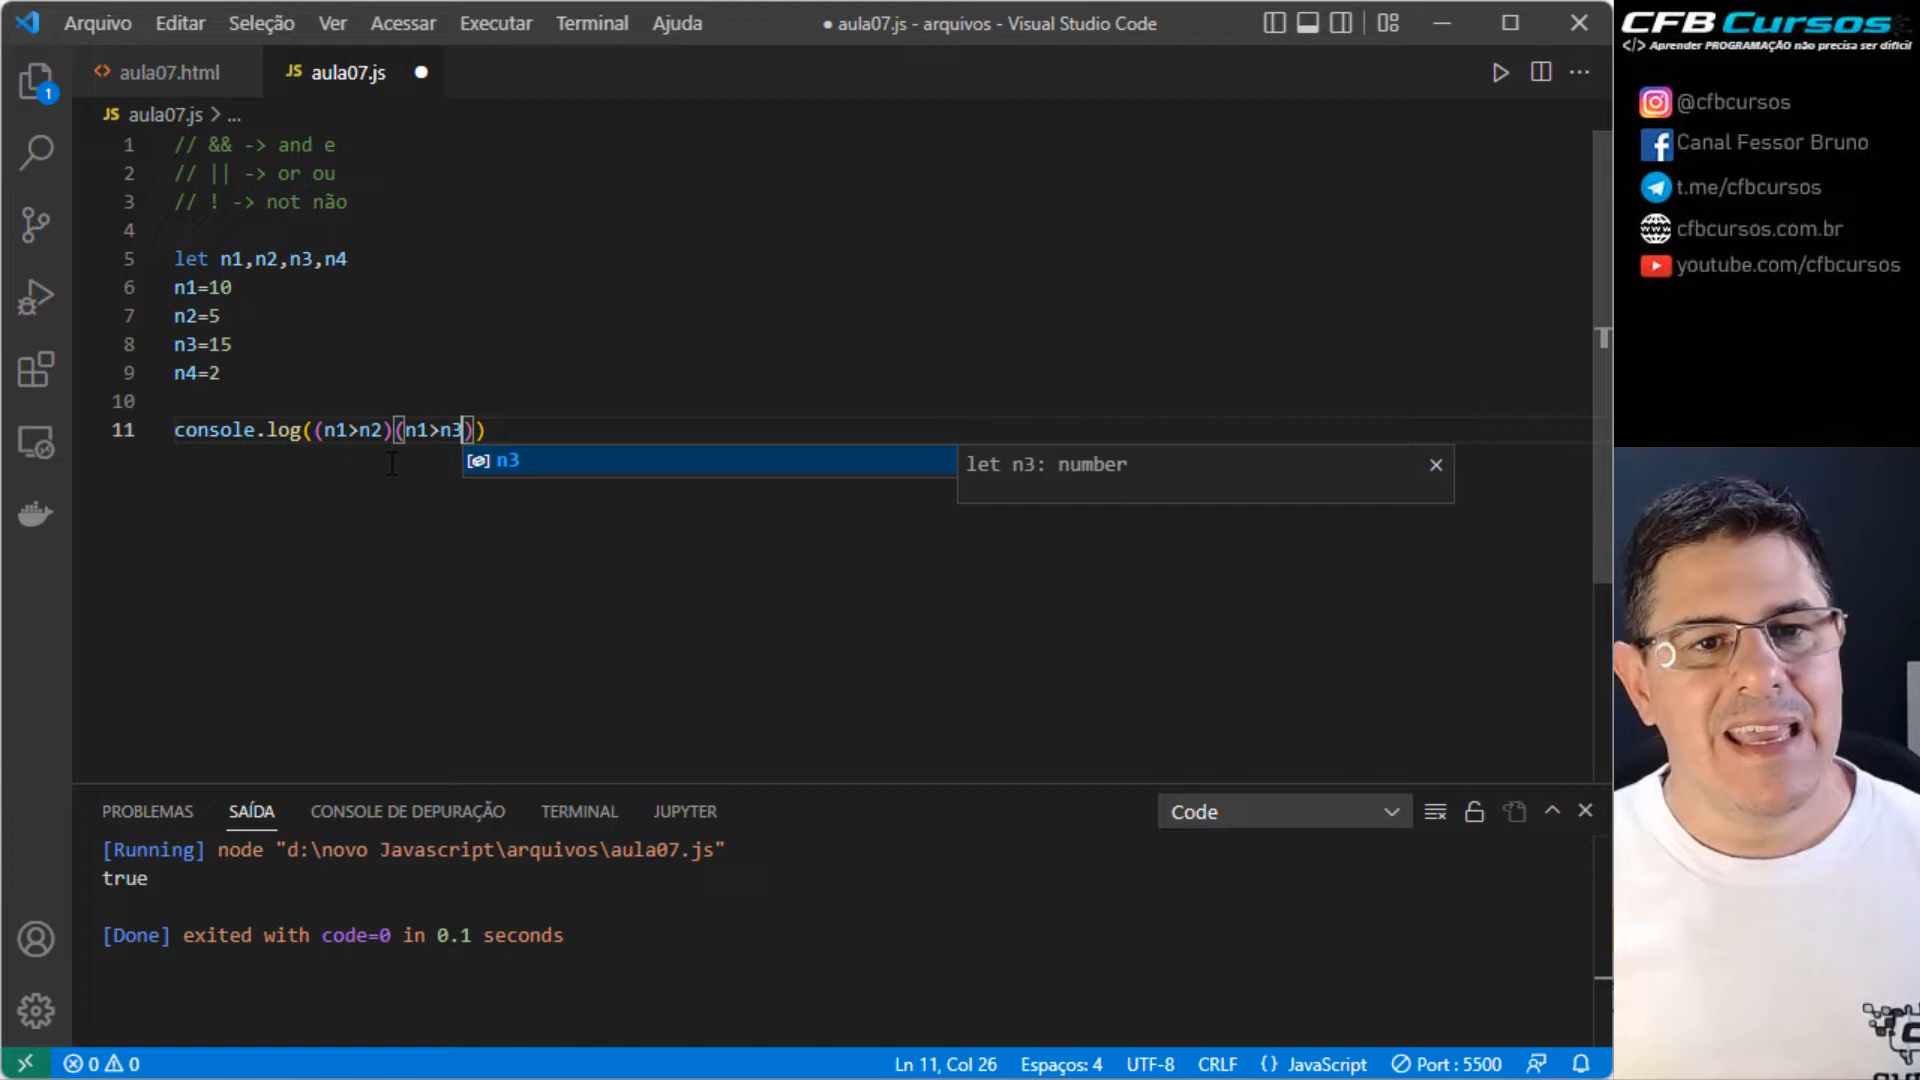 Arquivo Editar Seleção Ver Acessar Executar Terminal Ajuda
● aula07.js - arquivos - Visual Studio Code
aula07.html
JS aula07.js ●
JS aula07.js > ...
1 // && -> and e
2 // || -> or ou
3 // ! -> not não
4
5 let n1,n2,n3,n4
6 n1=10
7 n2=5
8 n3=15
9 n4=2
10
11 console.log((n1>n2)(n1>n3))
n3
let n3: number
1
PROBLEMAS SAÍDA CONSOLE DE DEPURAÇÃO TERMINAL JUPYTER
Code
[Running] node "d:\novo Javascript\arquivos\aula07.js"
true
[Done] exited with code=0 in 0.1 seconds
0 0
Ln 11, Col 26 Espaços: 4 UTF-8 CRLF {} JavaScript Port : 5500
CFB Cursos
</> Aprender PROGRAMAÇÃO não precisa ser difícil
@cfbcursos
Canal Fessor Bruno
t.me/cfbcursos
cfbcursos.com.br
youtube.com/cfbcursos